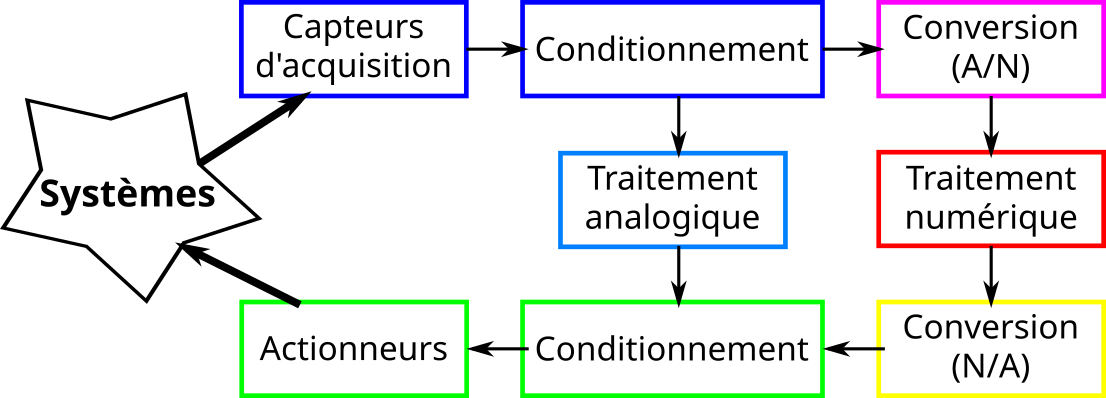 Capteurs
d'acquisition
Conditionnement
Conversion
(A/N)
Systèmes
Traitement
analogique
Traitement
numérique
Actionneurs
Conditionnement
Conversion
(N/A)